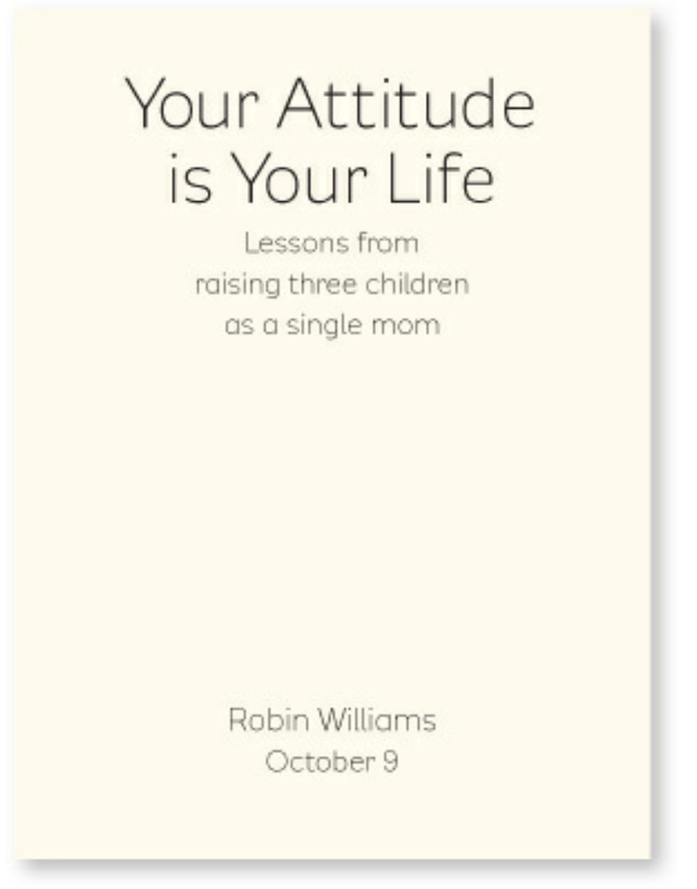 Your Attitude
is Your Life
Lessons from
raising three children
as a single mom
Robin Williams
October 9